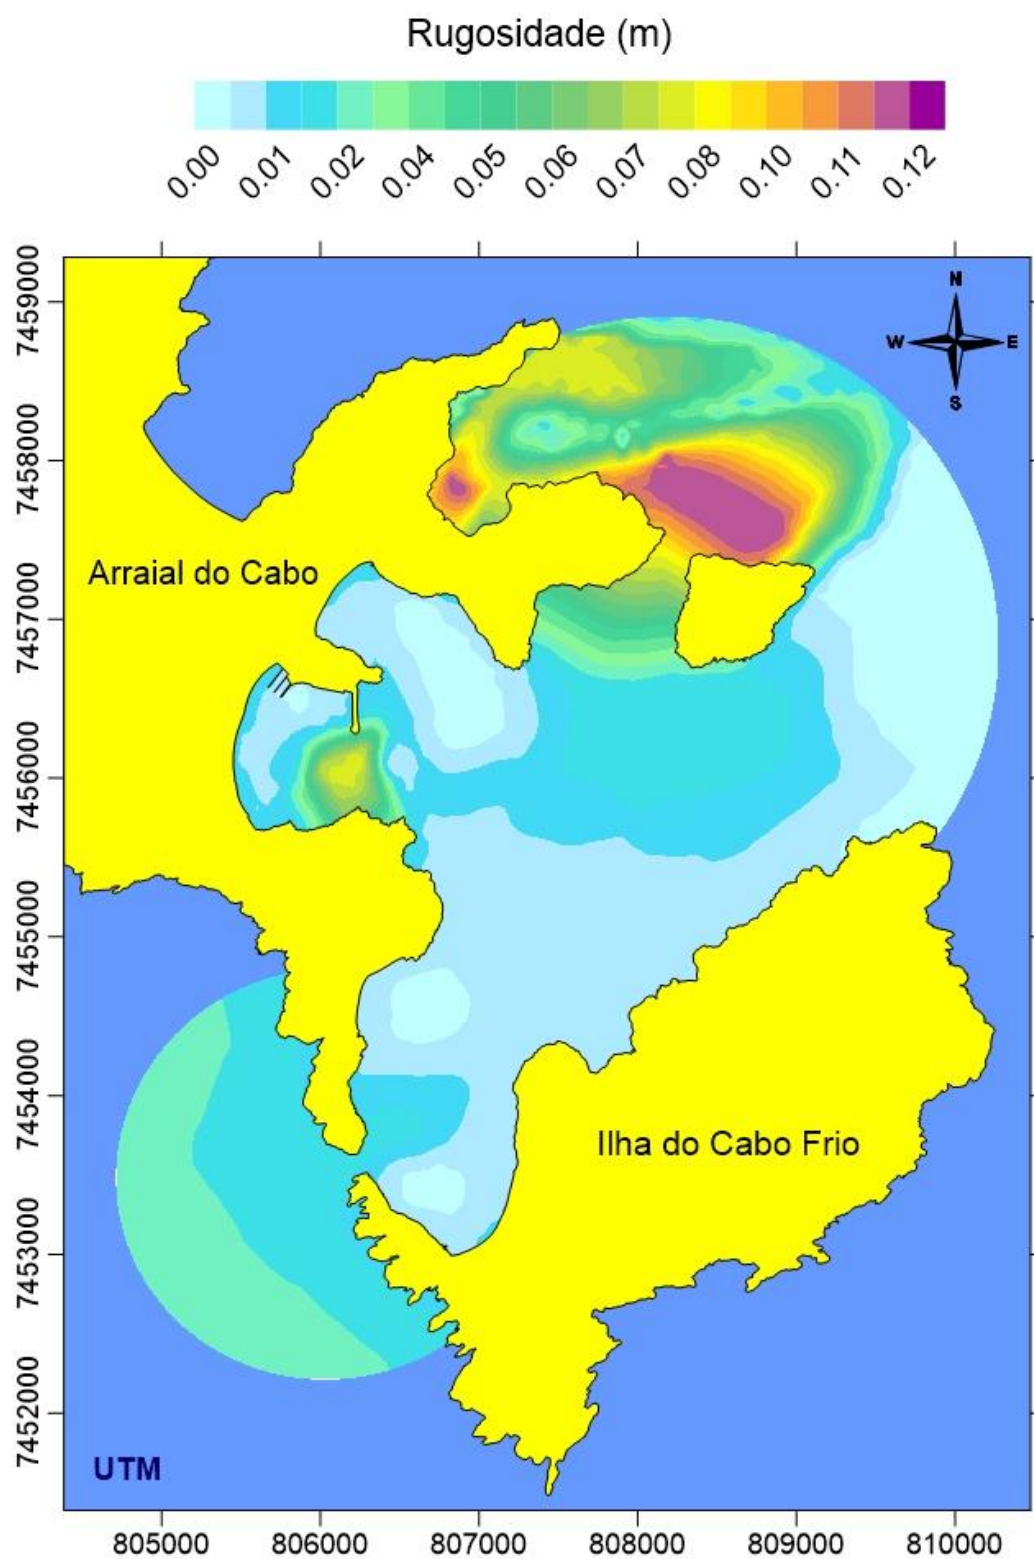 Rugosidade (m)
0.00 0.01 0.02 0.04 0.05 0.06 0.07 0.08 0.10 0.11 0.12
7459000
N
W E
S
7458000
Arraial do Cabo
7457000
7456000
7455000
7454000
Ilha do Cabo Frio
7453000
7452000
UTM
805000 806000 807000 808000 809000 810000